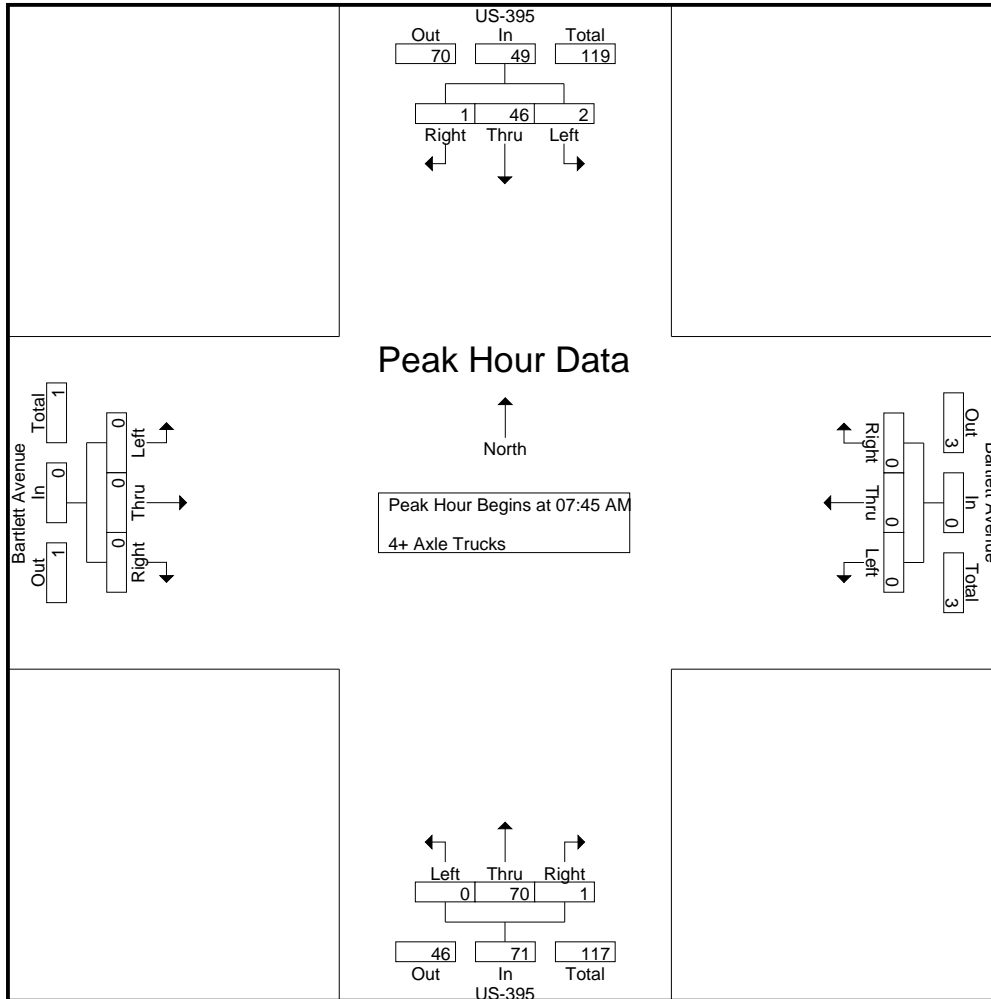 US-395
Out In Total
70 49 119
1 46 2
Right Thru Left
Peak Hour Data
North
Peak Hour Begins at 07:45 AM
4+ Axle Trucks
Bartlett Avenue
Out In Total
1 0 1
0 0 0
Right Thru Left
Bartlett Avenue
Out In Total
3 0 3
0 0 0
Right Thru Left
Left Thru Right
0 70 1
46 71 117
Out In Total
US-395